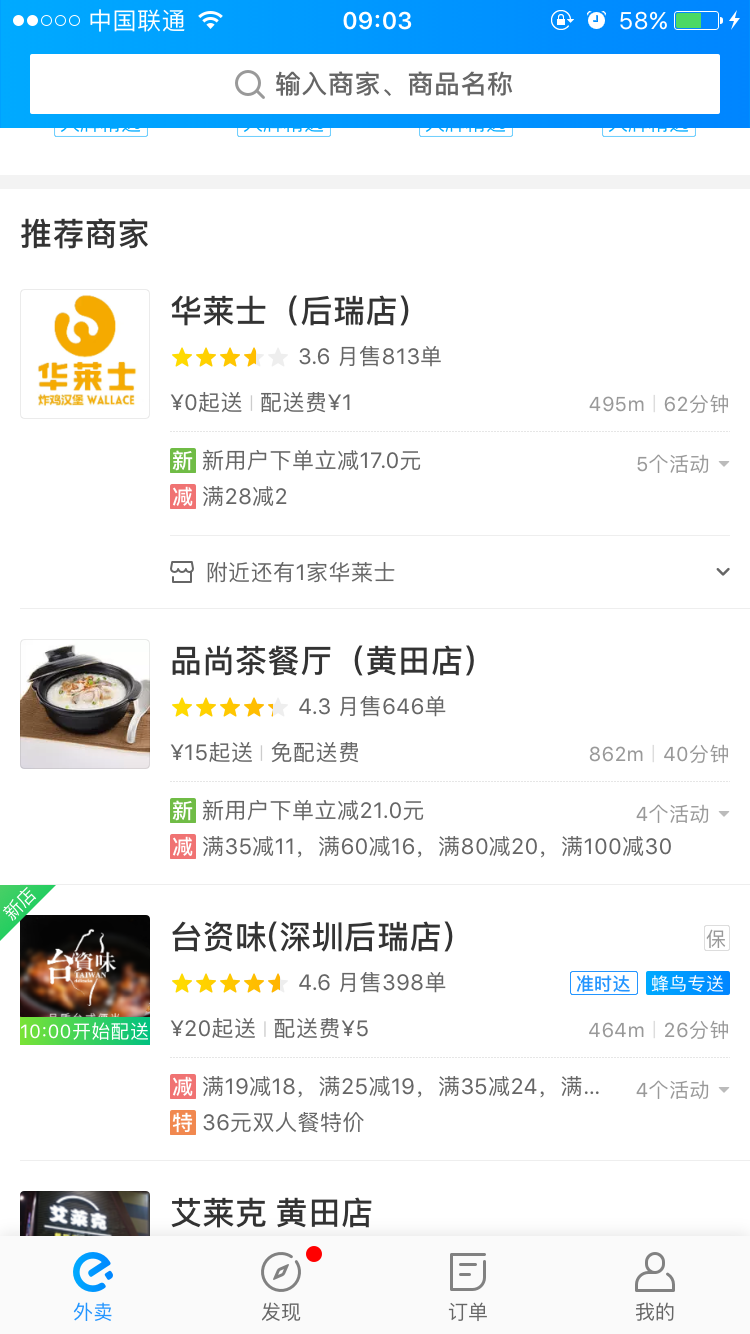 中国联通 09:03 58%
输入商家、商品名称
推荐商家
华莱士
炸鸡汉堡 WALLACE
华莱士（后瑞店）
3.6 月售813单
¥0起送 配送费¥1 495m 62分钟
新 新用户下单立减17.0元 5个活动
减 满28减2
附近还有1家华莱士
品尚茶餐厅（黄田店）
4.3 月售646单
¥15起送 免配送费 862m 40分钟
新 新用户下单立减21.0元 4个活动
减 满35减11，满60减16，满80减20，满100减30
新店
台資味
TAIWAN
10:00开始配送
台资味(深圳后瑞店） 保
4.6 月售398单 准时达 蜂鸟专送
¥20起送 配送费¥5 464m 26分钟
减 满19减18，满25减19，满35减24，满... 4个活动
特 36元双人餐特价
艾莱克
艾莱克 黄田店
外卖 发现 订单 我的